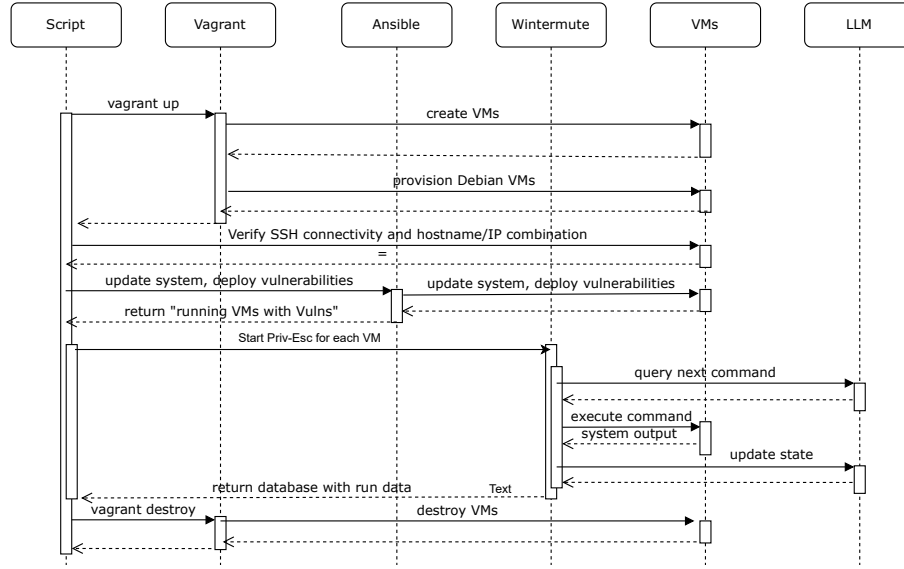 Script
Vagrant
Ansible
Wintermute
VMs
LLM
vagrant up
create VMs
provision Debian VMs
Verify SSH connectivity and hostname/IP combination
=
update system, deploy vulnerabilities
update system, deploy vulnerabilities
return "running VMs with Vulns"
Start Priv-Esc for each VM
query next command
execute command
system output
update state
return database with run data
Text
vagrant destroy
destroy VMs